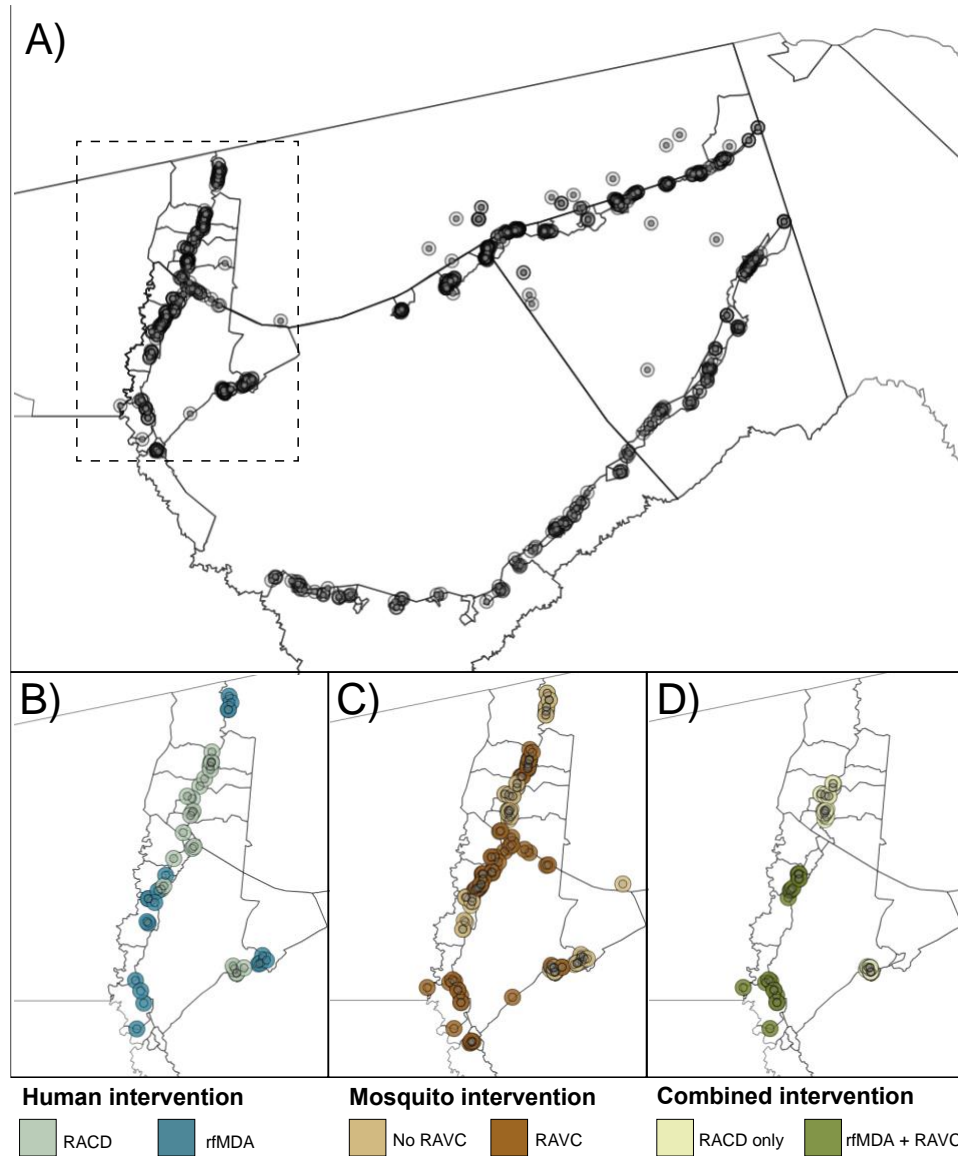 A)
B)
C)
D)
Human intervention
RACD
rfMDA
Mosquito intervention
No RAVC
RAVC
Combined intervention
RACD only
rfMDA + RAVC